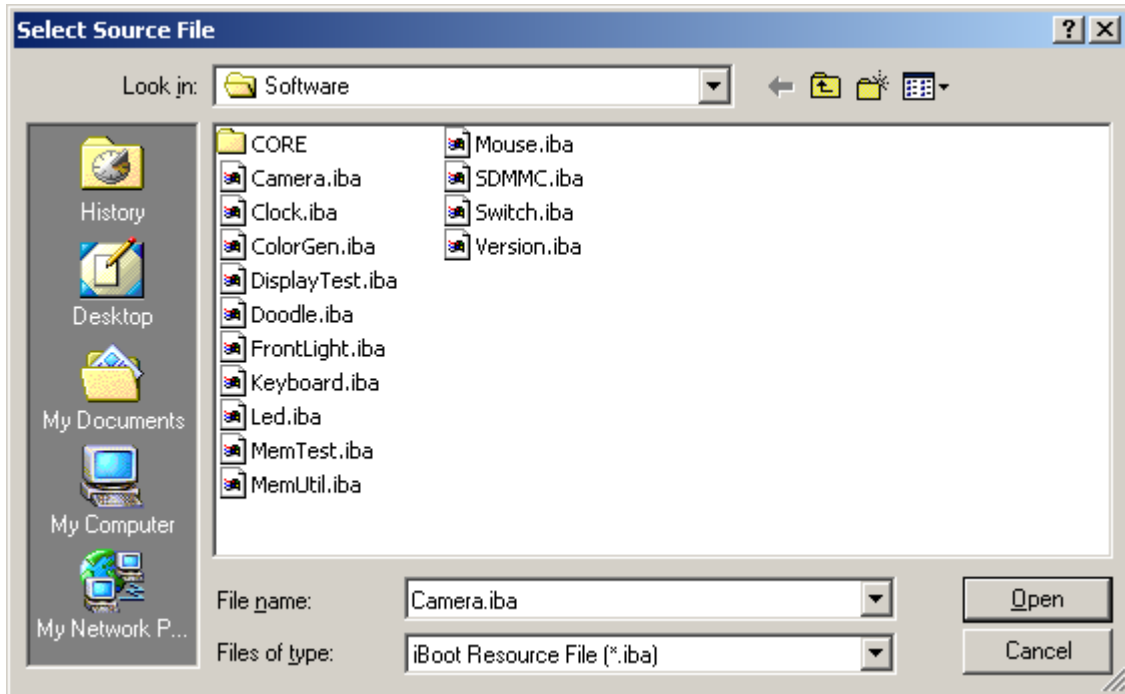 Select Source File
Look in:
Software
History
Desktop
My Documents
My Computer
My Network P...
CORE
Camera.iba
Clock.iba
ColorGen.iba
DisplayTest.iba
Doodle.iba
FrontLight.iba
Keyboard.iba
Led.iba
MemTest.iba
MemUtil.iba
Mouse.iba
SDMMC.iba
Switch.iba
Version.iba
File name:
Camera.iba
Open
Files of type:
iBoot Resource File (*.iba)
Cancel